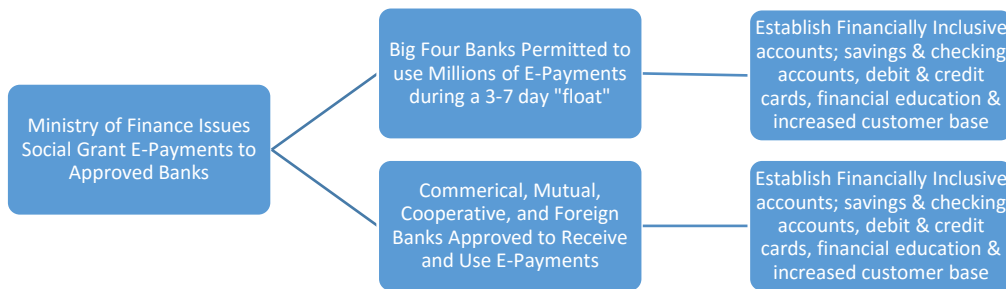 Ministry of Finance Issues
Social Grant E-Payments to
Approved Banks
Big Four Banks Permitted to
use Millions of E-Payments
during a 3-7 day "float"
Establish Financially Inclusive
accounts; savings & checking
accounts, debit & credit
cards, financial education &
increased customer base
Commerical, Mutual,
Cooperative, and Foreign
Banks Approved to Receive
and Use E-Payments
Establish Financially Inclusive
accounts; savings & checking
accounts, debit & credit
cards, financial education &
increased customer base